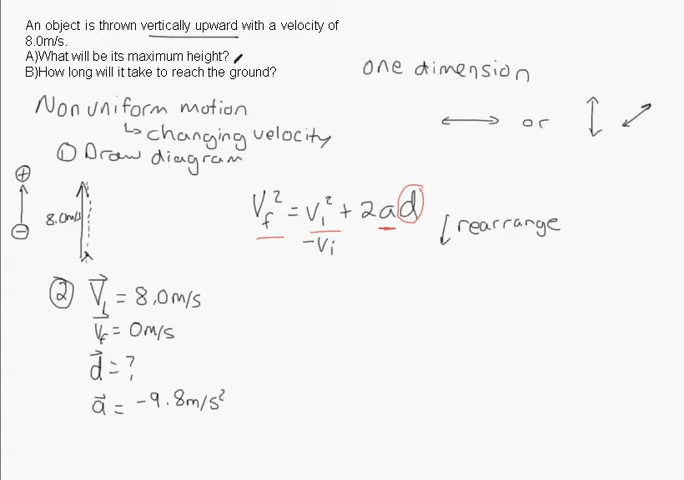 An object is thrown vertically upward with a velocity of
8.0m/s.
A)What will be its maximum height?
B)How long will it take to reach the ground?
one dimension
or
Non uniform motion
↳ changing velocity
① Draw diagram
⊕
8.0m/s
⊖
Vf² = Vi² + 2ad
-Vi
↓ rearrange
② Vi = 8.0m/s
Vf = 0m/s
d = ?
a = -9.8m/s²